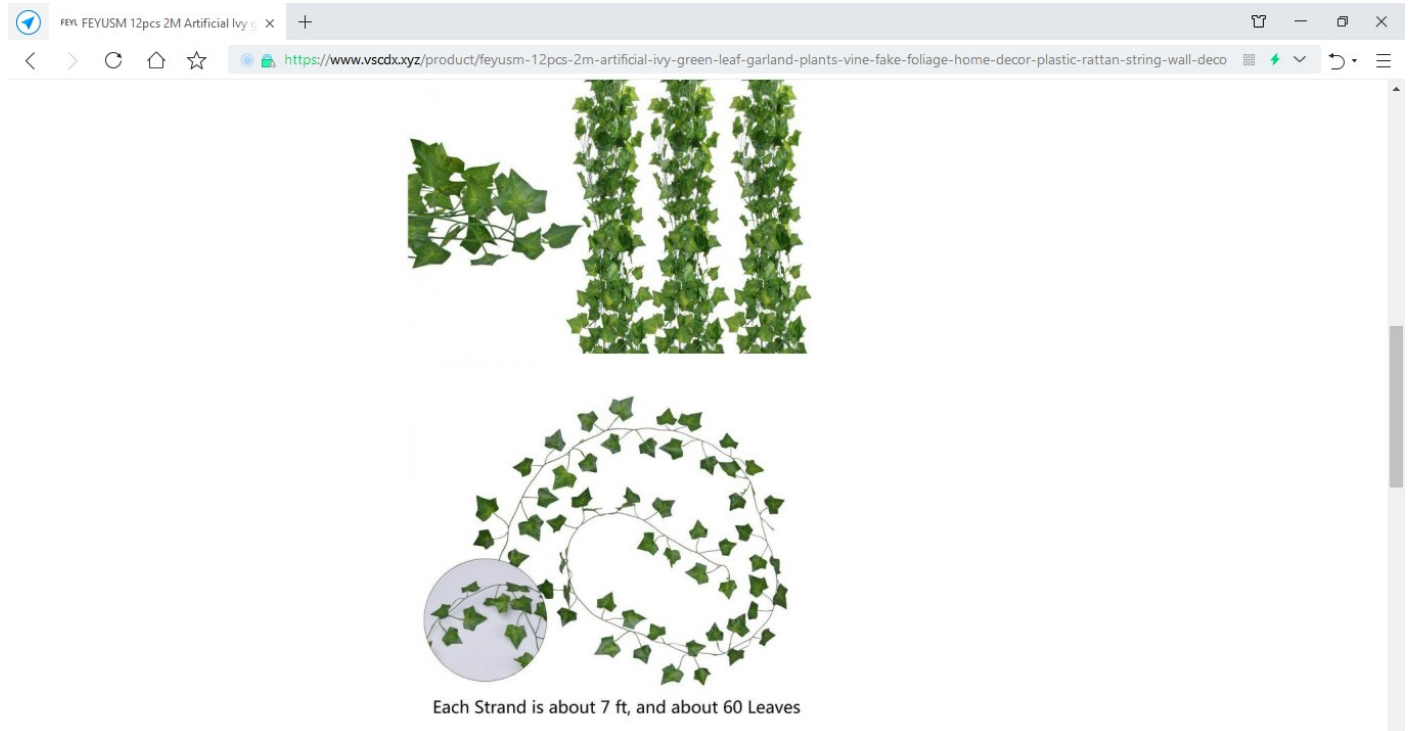 FEYL FEYUSM 12pcs 2M Artificial Ivy g
https://www.vscdx.xyz/product/feyusm-12pcs-2m-artificial-ivy-green-leaf-garland-plants-vine-fake-foliage-home-decor-plastic-rattan-string-wall-deco
Each Strand is about 7 ft, and about 60 Leaves